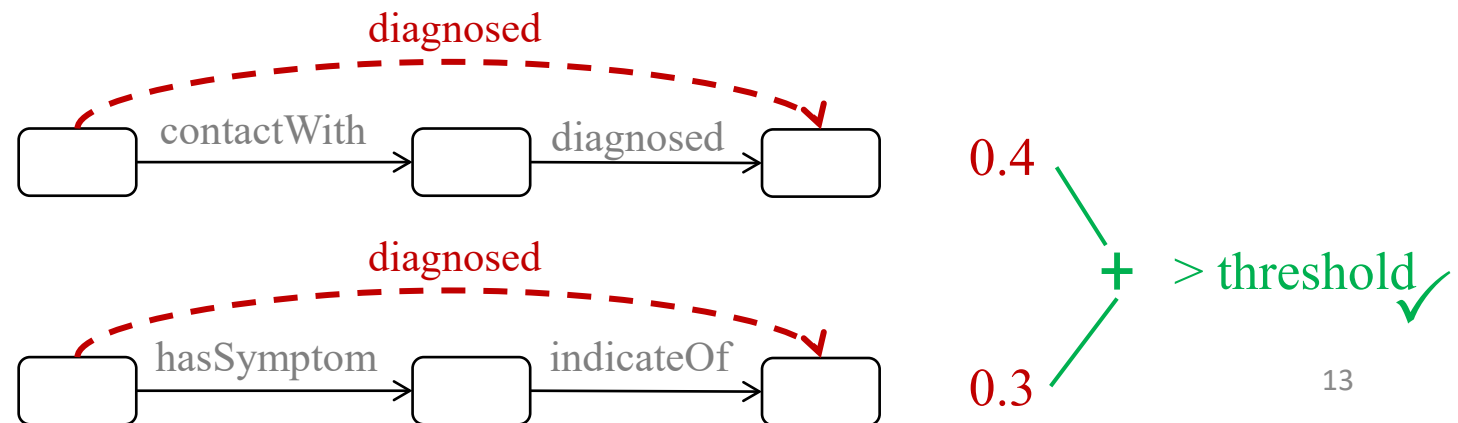 diagnosed
contactWith
diagnosed
0.4
diagnosed
+ > threshold
hasSymptom
indicateOf
0.3
13